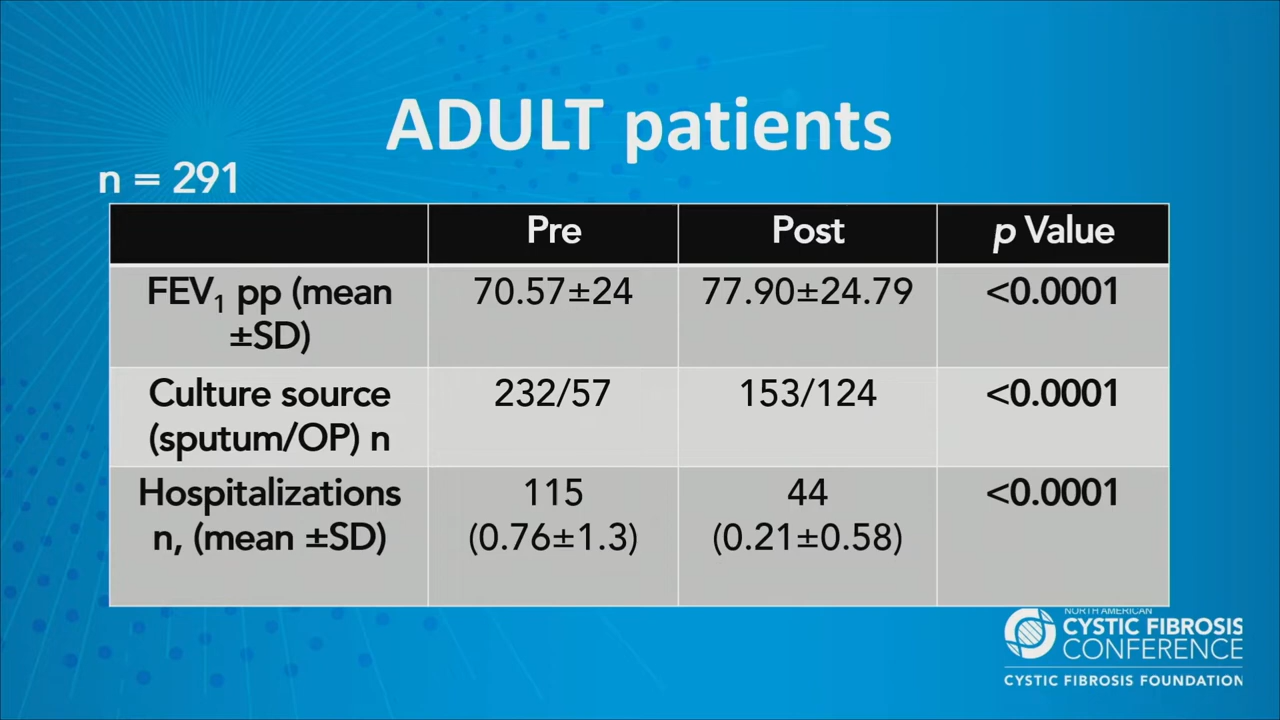 ADULT patients
n = 291
Pre Post p Value
FEV₁ pp (mean 70.57±24 77.90±24.79 <0.0001
±SD)
Culture source 232/57 153/124 <0.0001
(sputum/OP) n
Hospitalizations 115 44 <0.0001
n, (mean ±SD) (0.76±1.3) (0.21±0.58)
NORTH AMERICAN
CYSTIC FIBROSIS
CONFERENCE
CYSTIC FIBROSIS FOUNDATION